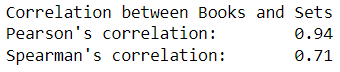 Correlation between Books and Sets
Pearson's correlation: 0.94
Spearman's correlation: 0.71